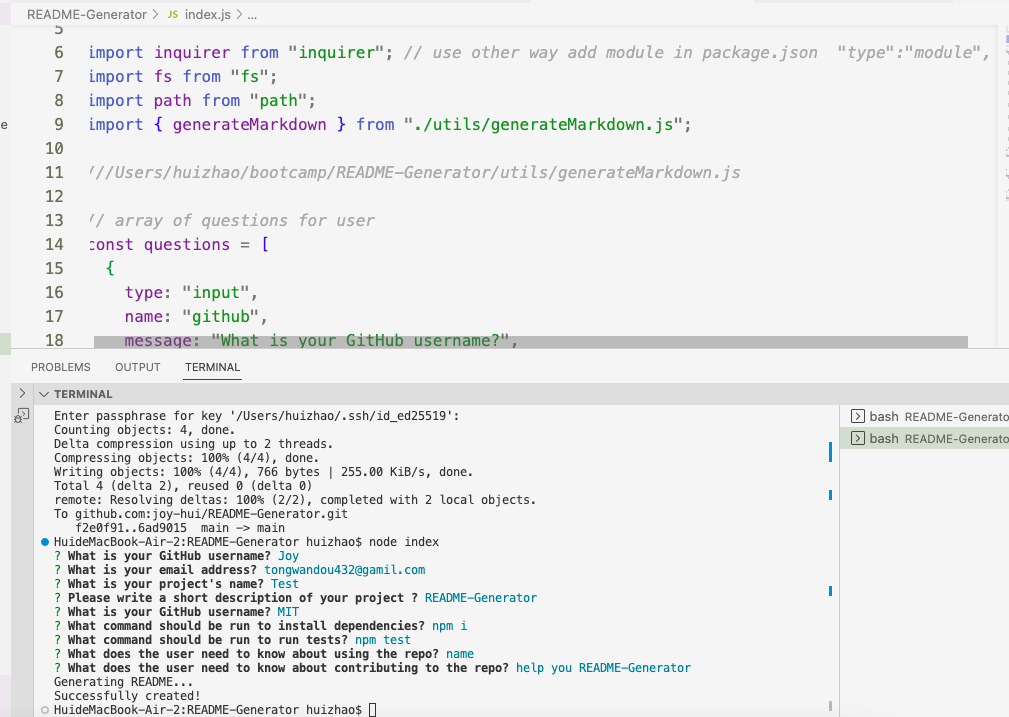 README-Generator > JS index.js > ...
5
6 import inquirer from "inquirer"; // use other way add module in package.json "type":"module",
7 import fs from "fs";
8 import path from "path";
9 import { generateMarkdown } from "./utils/generateMarkdown.js";
10
11 ///Users/huizhao/bootcamp/README-Generator/utils/generateMarkdown.js
12
13 // array of questions for user
14 const questions = [
15 {
16 type: "input",
17 name: "github",
18 message: "What is your GitHub username?",
PROBLEMS OUTPUT TERMINAL
TERMINAL
Enter passphrase for key '/Users/huizhao/.ssh/id_ed25519':
Counting objects: 4, done.
Delta compression using up to 2 threads.
Compressing objects: 100% (4/4), done.
Writing objects: 100% (4/4), 766 bytes | 255.00 KiB/s, done.
Total 4 (delta 2), reused 0 (delta 0)
remote: Resolving deltas: 100% (2/2), completed with 2 local objects.
To github.com:joy-hui/README-Generator.git
f2e0f91..6ad9015 main -> main
HuideMacBook-Air-2:README-Generator huizhao$ node index
? What is your GitHub username? Joy
? What is your email address? tongwandou432@gamil.com
? What is your project's name? Test
? Please write a short description of your project ? README-Generator
? What is your GitHub username? MIT
? What command should be run to install dependencies? npm i
? What command should be run to run tests? npm test
? What does the user need to know about using the repo? name
? What does the user need to know about contributing to the repo? help you README-Generator
Generating README...
Successfully created!
HuideMacBook-Air-2:README-Generator huizhao$
bash README-Generato
bash README-Generato